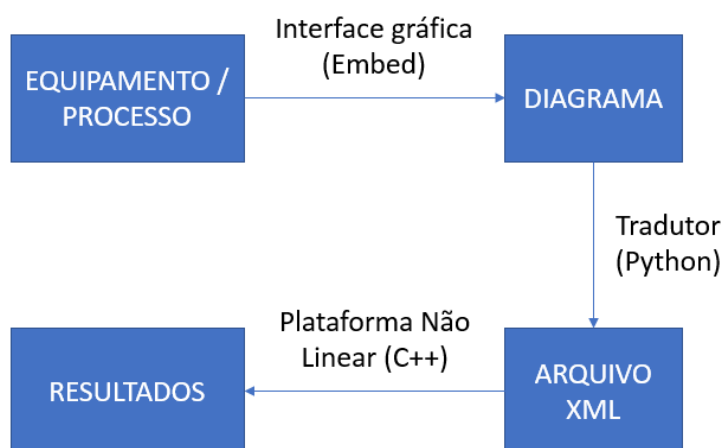 Interface gráfica
(Embed)
EQUIPAMENTO /
PROCESSO
DIAGRAMA
Tradutor
(Python)
Plataforma Não
Linear (C++)
RESULTADOS
ARQUIVO
XML